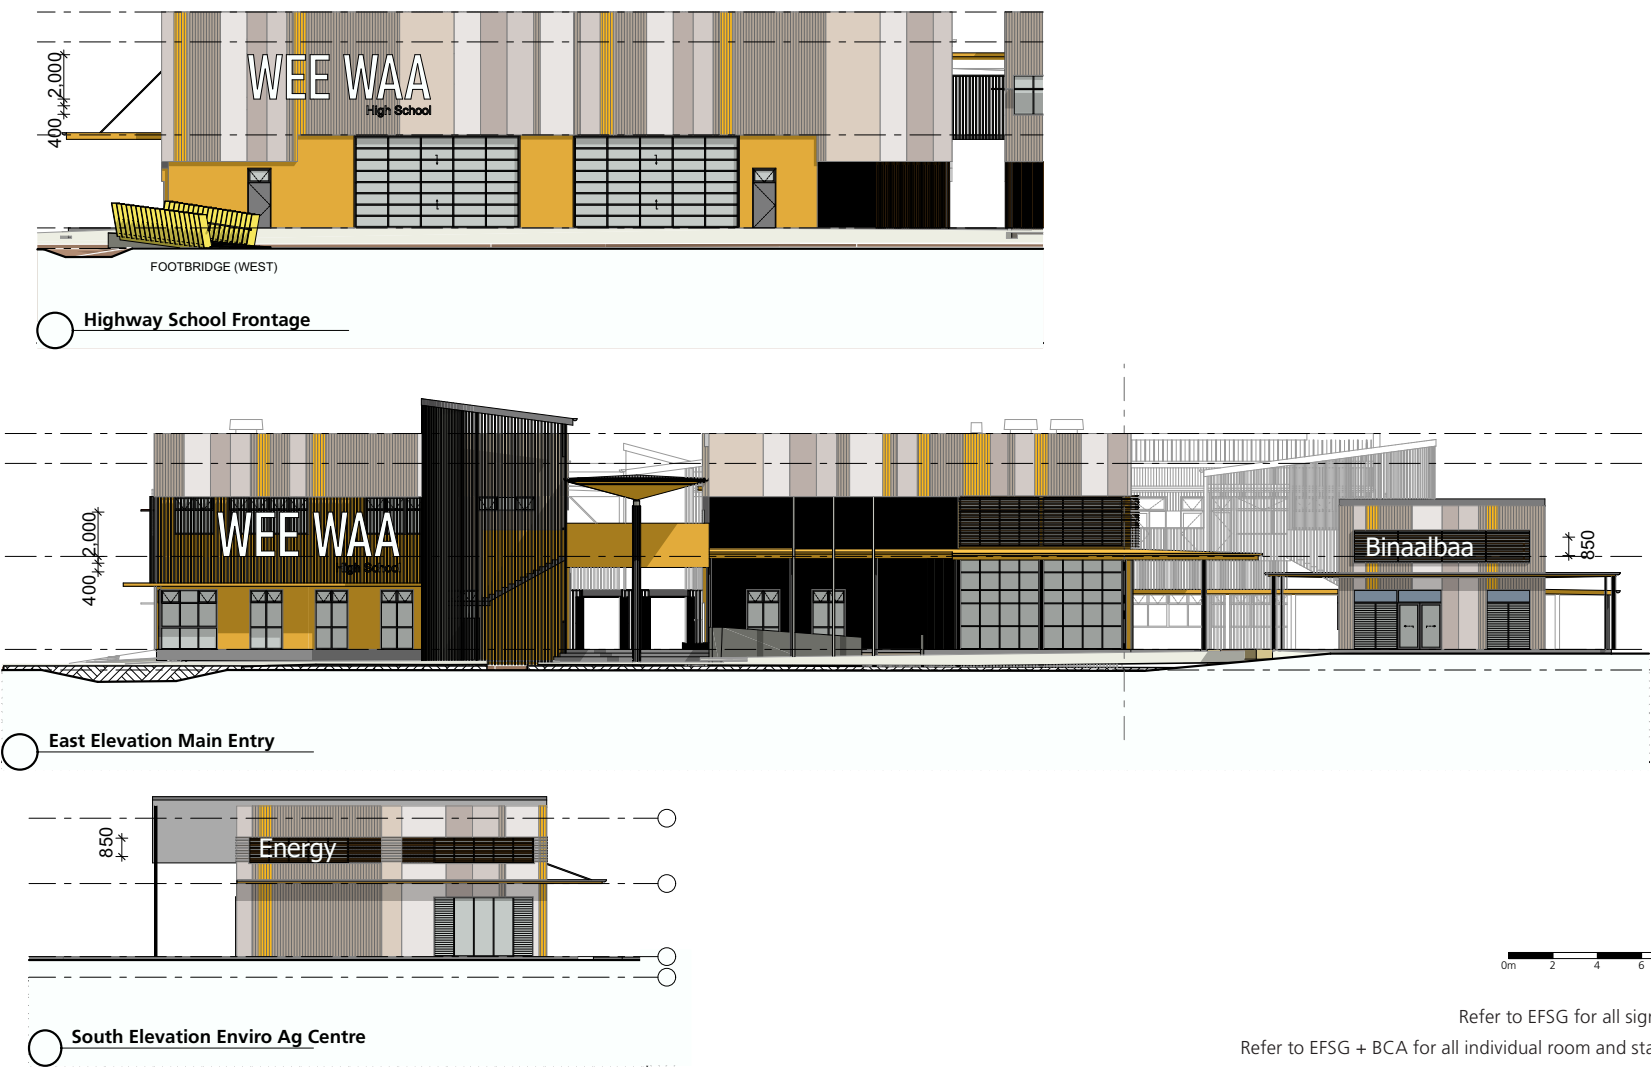 WEE WAA
High School
2,000
400
FOOTBRIDGE (WEST)
Highway School Frontage
WEE WAA
High School
2,000
400
Binaalbaa
850
East Elevation Main Entry
Energy
850
South Elevation Enviro Ag Centre
0m 2 4 6
Refer to EFSG for all
Refer to EFSG + BCA for all individual room and